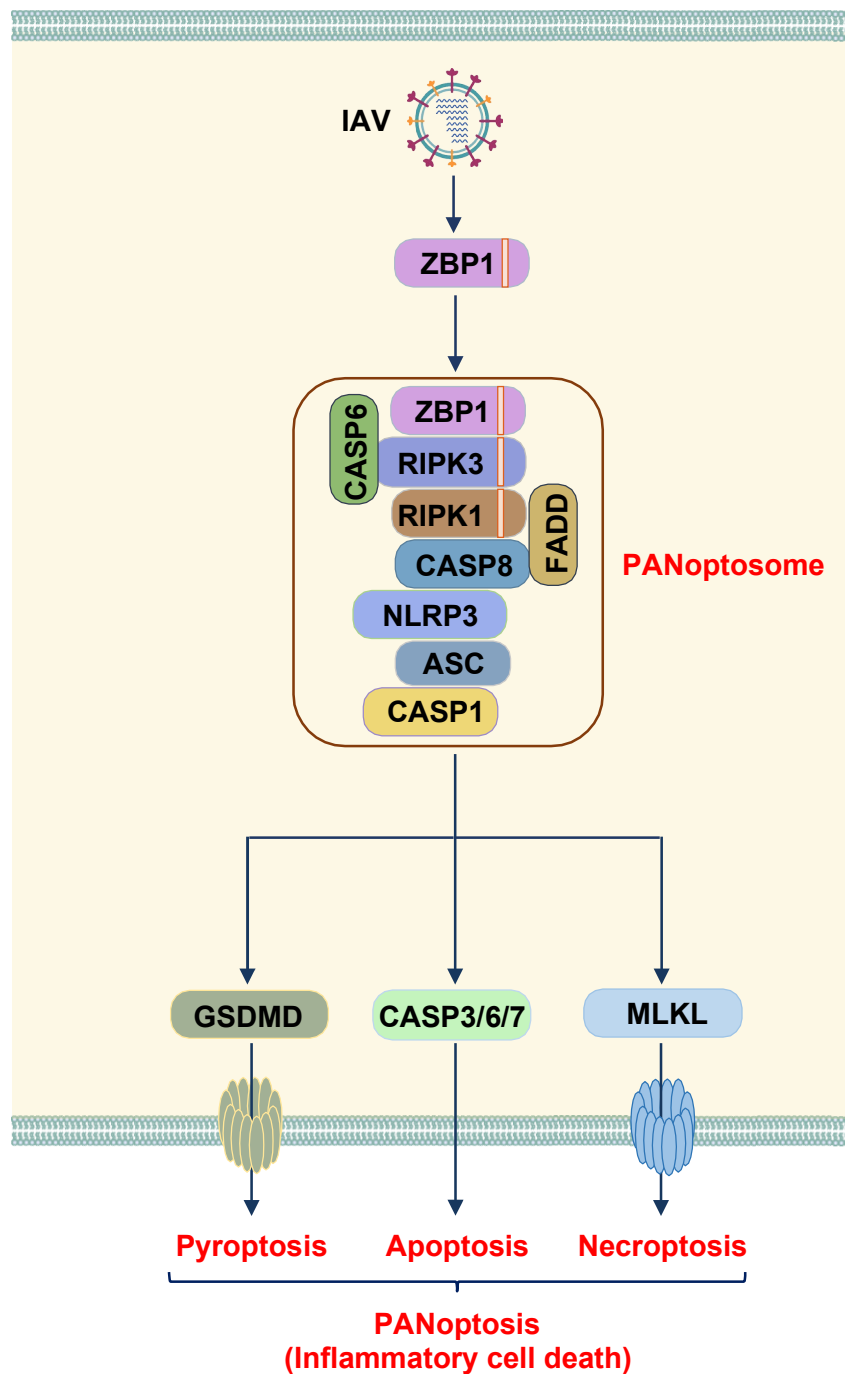 IAV
ZBP1
ZBP1
CASP6
RIPK3
RIPK1
FADD
CASP8
PANoptosome
NLRP3
ASC
CASP1
GSDMD
CASP3/6/7
MLKL
Pyroptosis
Apoptosis
Necroptosis
PANoptosis
(Inflammatory cell death)